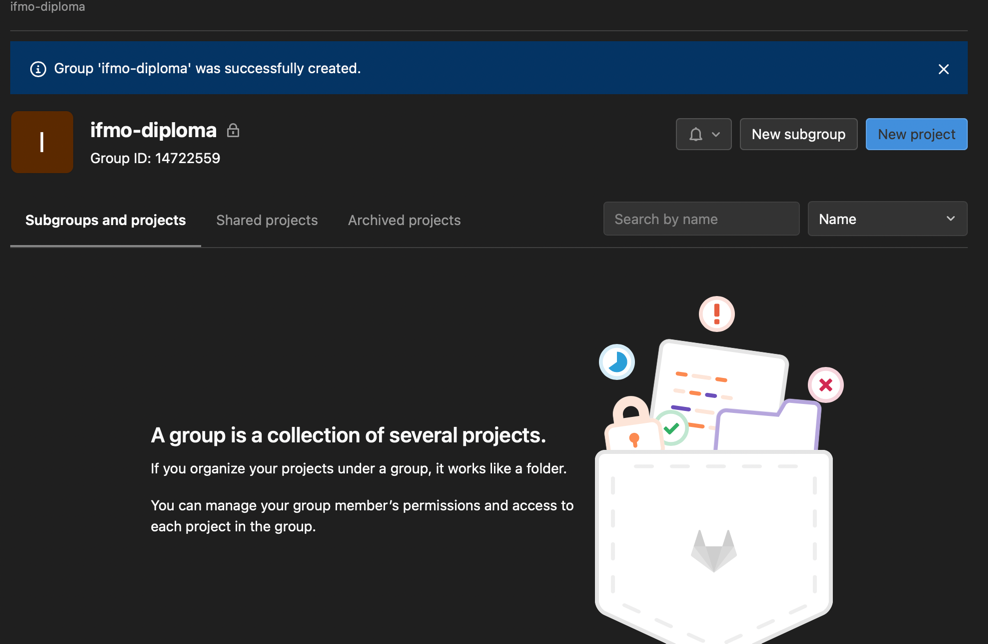 ifmo-diploma
Group 'ifmo-diploma' was successfully created.
I
ifmo-diploma
Group ID: 14722559
New subgroup
New project
Subgroups and projects
Shared projects
Archived projects
Search by name
Name
A group is a collection of several projects.
If you organize your projects under a group, it works like a folder.
You can manage your group member’s permissions and access to
each project in the group.